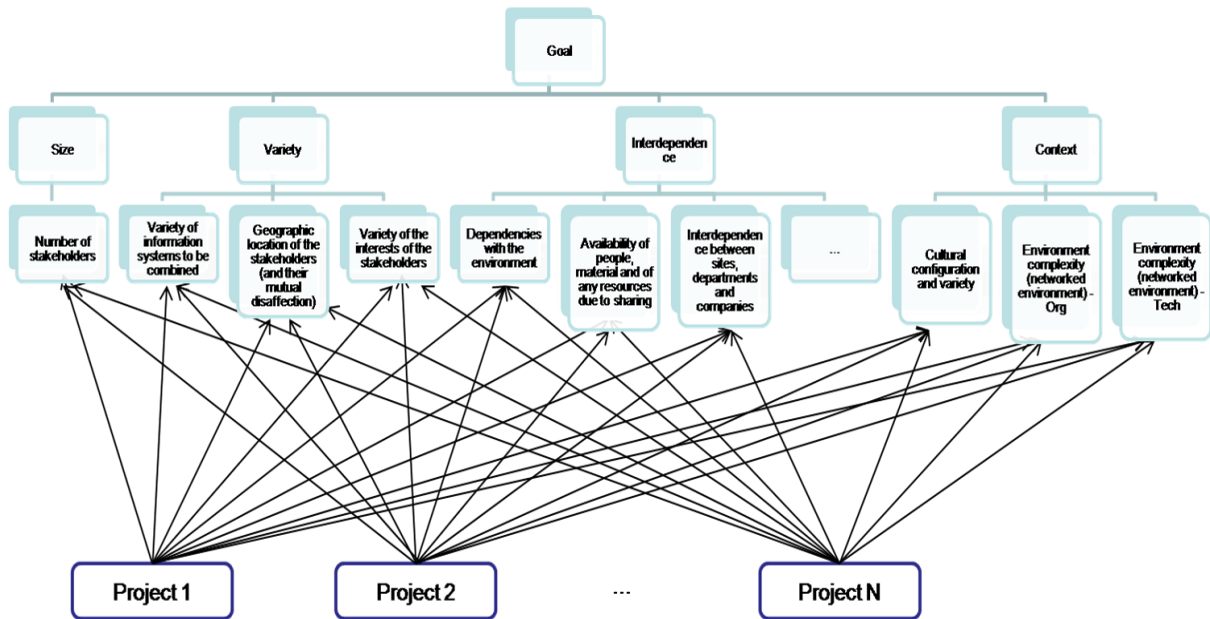 Goal
Size
Variety
Interdependen
ce
Context
Number of
stakeholders
Variety of
information
systems to be
combined
Geographic
location of the
stakeholders
(and their
mutual
disaffection)
Variety of the
interests of the
stakeholders
Dependencies
with the
environment
Availability of
people,
material and of
any resources
due to sharing
Interdependen
ce between
sites,
departments
and
companies
...
Cultural
configuration
and variety
Environment
complexity
(networked
environment) -
Org
Environment
complexity
(networked
environment) -
Tech
Project 1
Project 2
...
Project N